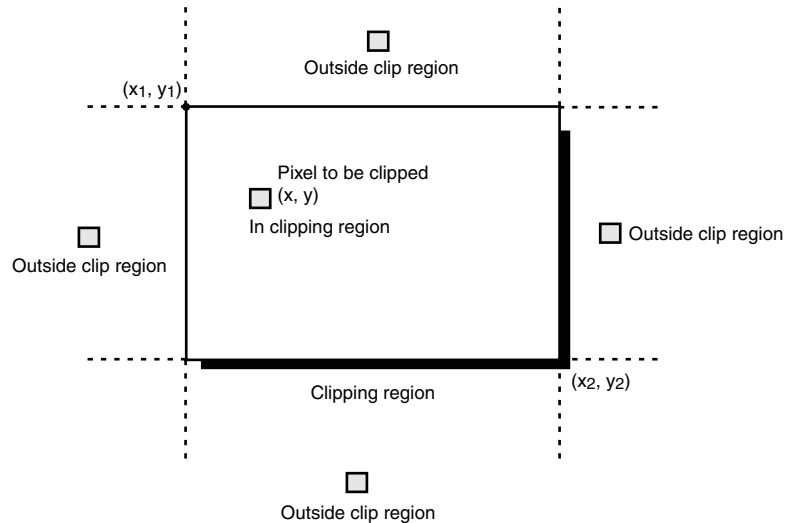 Outside clip region
(x1, y1)
Pixel to be clipped
(x, y)
In clipping region
Outside clip region
Outside clip region
(x2, y2)
Clipping region
Outside clip region